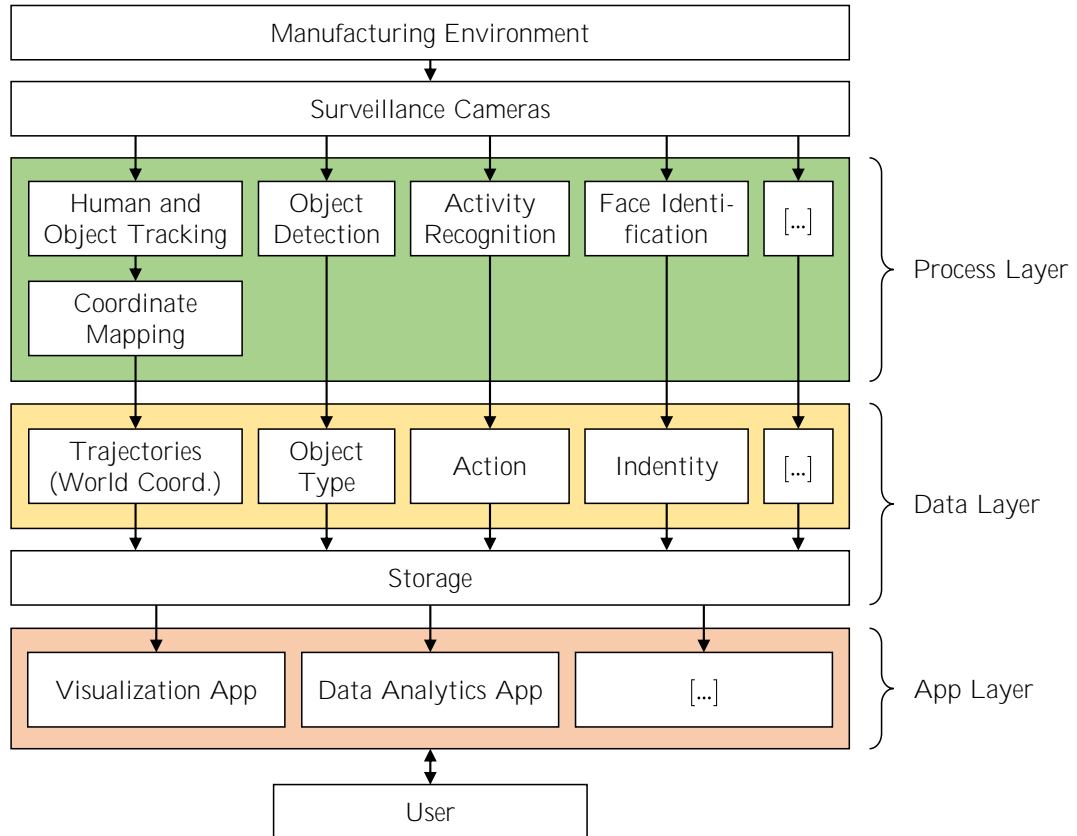 Manufacturing Environment
Surveillance Cameras
Human and
Object Tracking
Object
Detection
Activity
Recognition
Face Identi-
fication
[...]
Process Layer
Coordinate
Mapping
Trajectories
(World Coord.)
Object
Type
Action
Indentity
[...]
Data Layer
Storage
Visualization App
Data Analytics App
[...]
App Layer
User